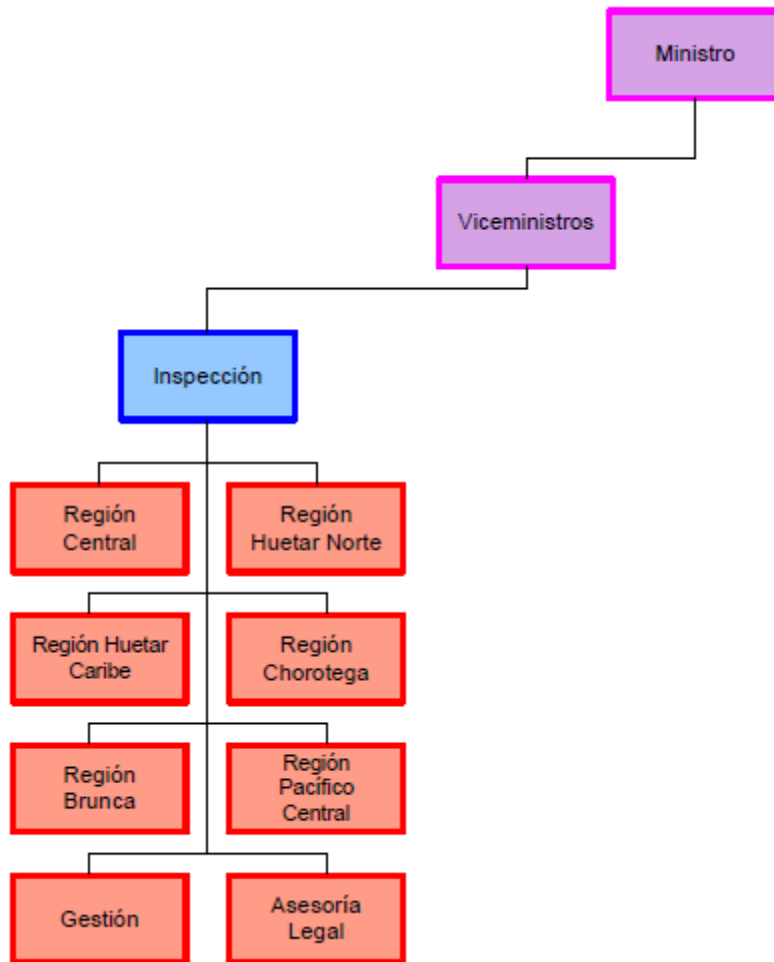 Ministro
Viceministros
Inspección
Región
Central
Región
Huetar Norte
Región Huetar
Caribe
Región
Chorotega
Región
Brunca
Región
Pacífico
Central
Gestión
Asesoría
Legal